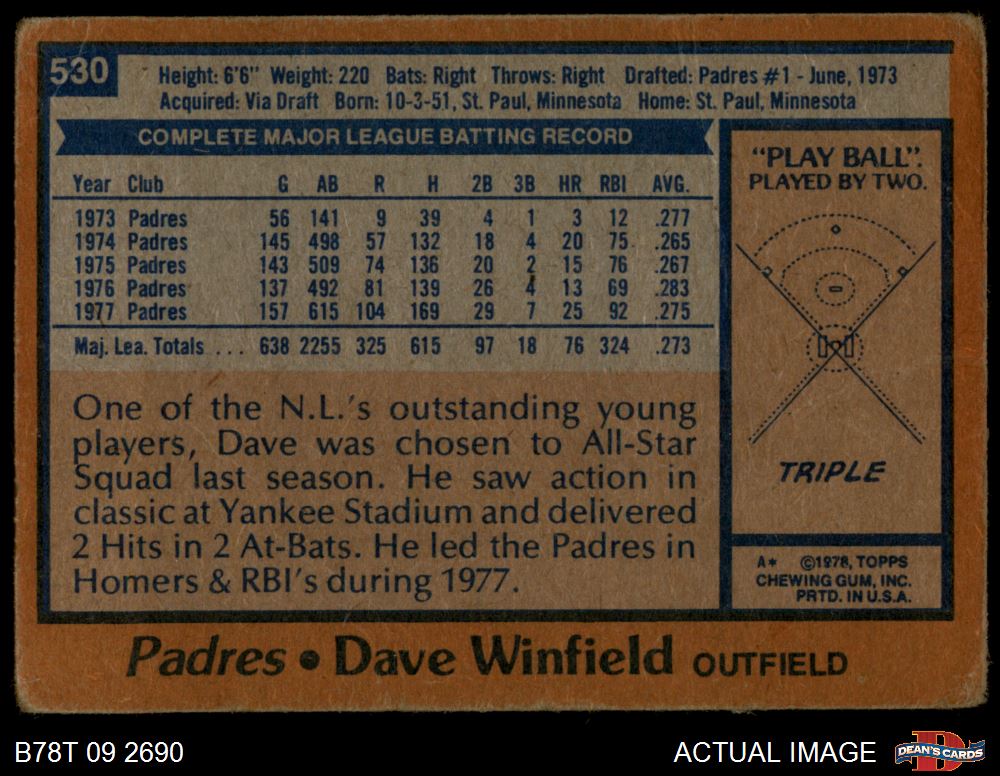 530
Height: 6'6" Weight: 220 Bats: Right Throws: Right Drafted: Padres #1 - June, 1973
Acquired: Via Draft Born: 10-3-51, St. Paul, Minnesota Home: St. Paul, Minnesota
COMPLETE MAJOR LEAGUE BATTING RECORD
Year Club G AB R H 2B 3B HR RBI AVG.
1973 Padres 56 141 9 39 4 1 3 12 .277
1974 Padres 145 498 57 132 18 4 20 75 .265
1975 Padres 143 509 74 136 20 2 15 76 .267
1976 Padres 137 492 81 139 26 4 13 69 .283
1977 Padres 157 615 104 169 29 7 25 92 .275
Maj. Lea. Totals . . . 638 2255 325 615 97 18 76 324 .273
One of the N.L.'s outstanding young
players, Dave was chosen to All-Star
Squad last season. He saw action in
classic at Yankee Stadium and delivered
2 Hits in 2 At-Bats. He led the Padres in
Homers & RBI's during 1977.
"PLAY BALL".
PLAYED BY TWO.
TRIPLE
A* ©1978, TOPPS
CHEWING GUM, INC.
PRTD. IN U.S.A.
Padres • Dave Winfield OUTFIELD
B78T 09 2690
ACTUAL IMAGE
DEAN'S CARDS